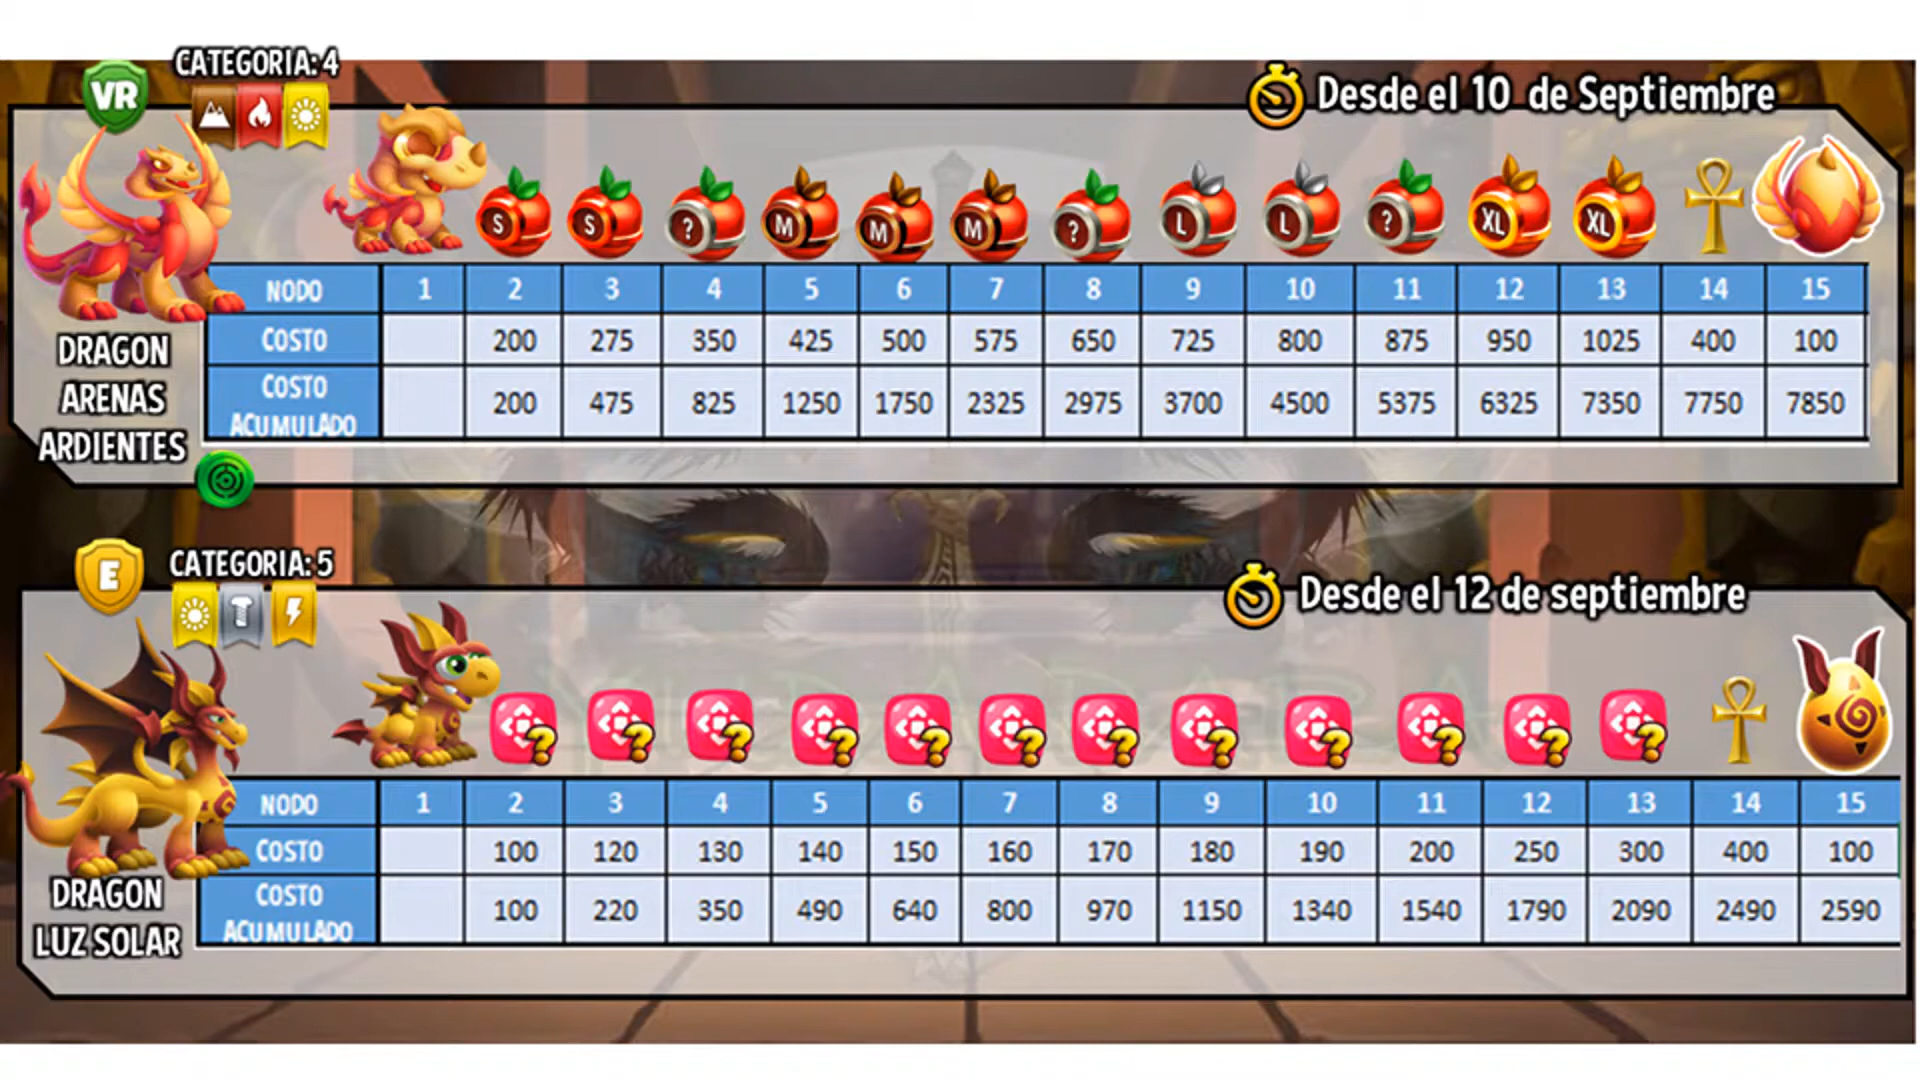 CATEGORIA: 4
VR
Desde el 10 de Septiembre
S S ? M M M ? L L ? XL XL
NODO 1 2 3 4 5 6 7 8 9 10 11 12 13 14 15
COSTO 200 275 350 425 500 575 650 725 800 875 950 1025 400 100
COSTO
ACUMULADO 200 475 825 1250 1750 2325 2975 3700 4500 5375 6325 7350 7750 7850
DRAGON
ARENAS
ARDIENTES
CATEGORIA: 5
E
Desde el 12 de septiembre
? ? ? ? ? ? ? ? ? ? ? ?
NODO 1 2 3 4 5 6 7 8 9 10 11 12 13 14 15
COSTO 100 120 130 140 150 160 170 180 190 200 250 300 400 100
COSTO
ACUMULADO 100 220 350 490 640 800 970 1150 1340 1540 1790 2090 2490 2590
DRAGON
LUZ SOLAR